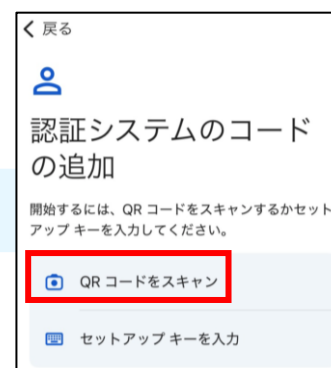 戻る
認証システムのコード
の追加
開始するには、QR コードをスキャンするかセット
アップ キーを入力してください。
QR コードをスキャン
セットアップ キーを入力